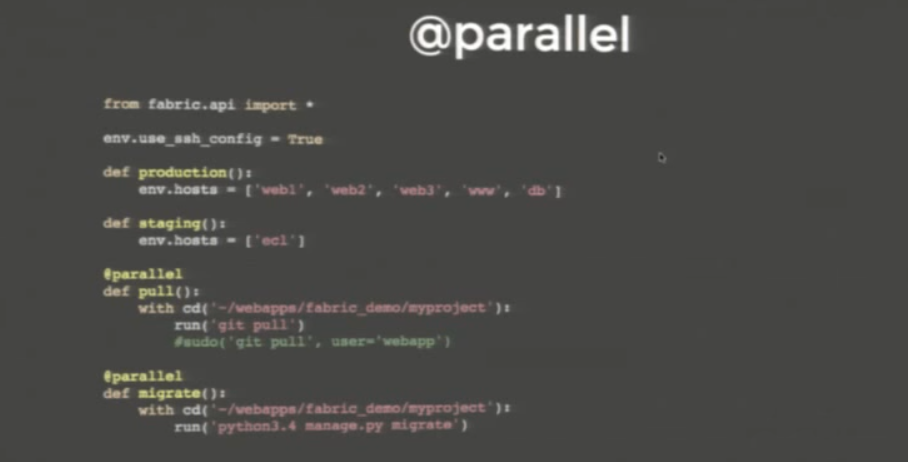 @parallel
from fabric.api import *
env.use_ssh_config = True
def production():
env.hosts = ['web1', 'web2', 'web3', 'www', 'db']
def staging():
env.hosts = ['ec1']
@parallel
def pull():
with cd('~/webapps/fabric_demo/myproject'):
run('git pull')
#sudo('git pull', user='webapp')
@parallel
def migrate():
with cd('~/webapps/fabric_demo/myproject'):
run('python3.4 manage.py migrate')